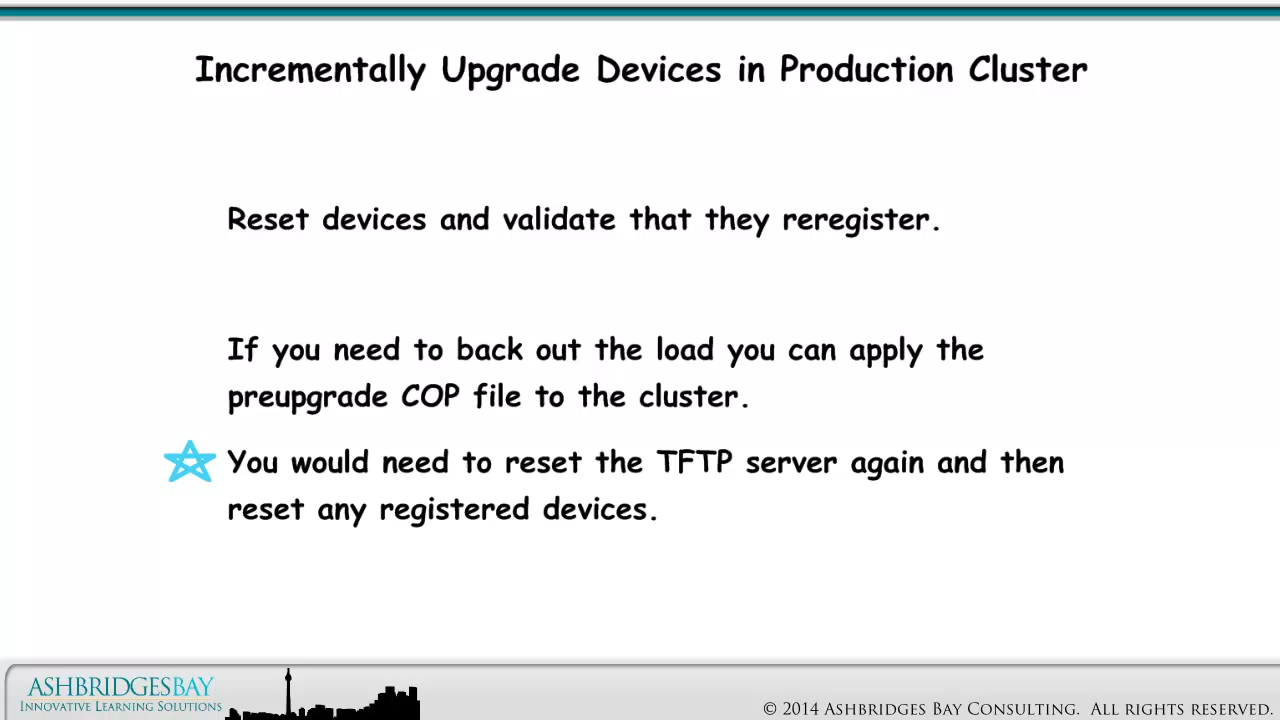 Incrementally Upgrade Devices in Production Cluster
Reset devices and validate that they reregister.
If you need to back out the load you can apply the
preupgrade COP file to the cluster.
You would need to reset the TFTP server again and then
reset any registered devices.
ASHBRIDGESBAY
INNOVATIVE LEARNING SOLUTIONS
© 2014 ASHBRIDGES BAY CONSULTING. ALL RIGHTS RESERVED.